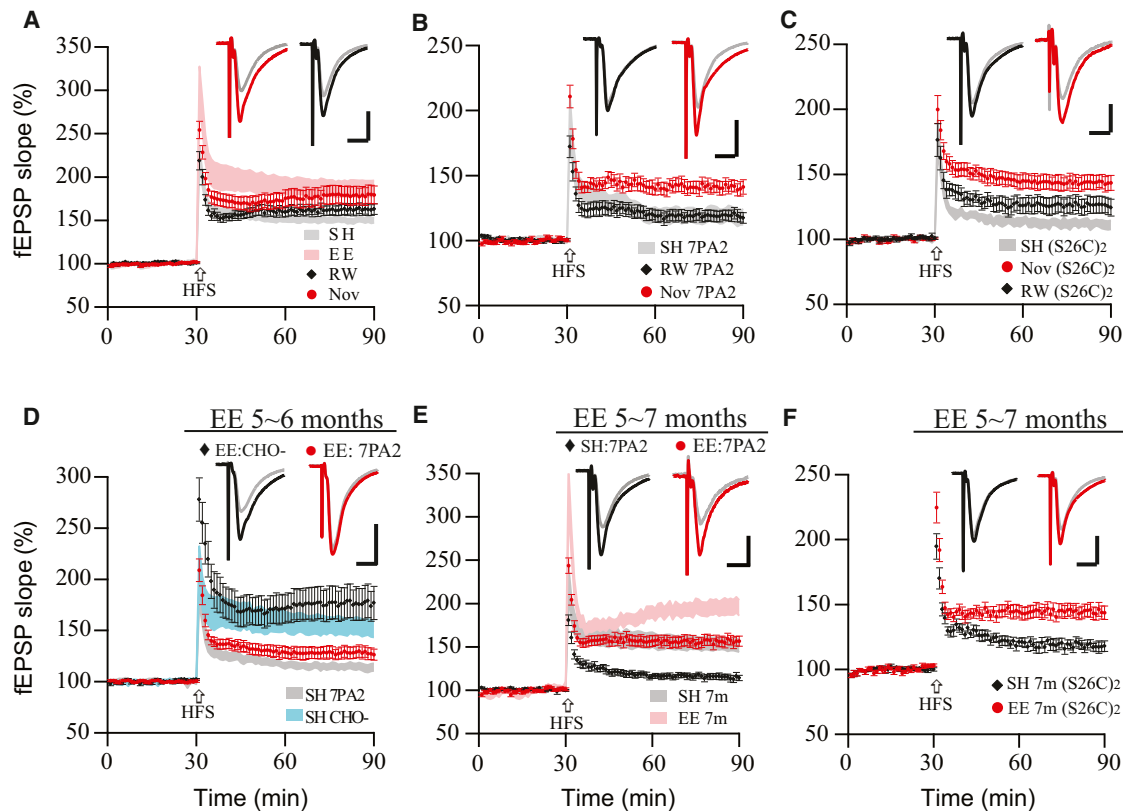 A
fEPSP slope (%)
350
300
250
200
150
100
50
0
30
60
90
HFS
SH
EE
RW
Nov
B
250
200
150
100
50
0
30
60
90
HFS
SH 7PA2
RW 7PA2
Nov 7PA2
C
250
200
150
100
50
0
30
60
90
HFS
SH (S26C)2
Nov (S26C)2
RW (S26C)2
D
EE 5~6 months
EE:CHO- EE: 7PA2
fEPSP slope (%)
300
250
200
150
100
50
0
30
60
90
HFS
SH 7PA2
SH CHO-
Time (min)
E
EE 5~7 months
SH:7PA2 EE:7PA2
350
300
250
200
150
100
50
0
30
60
90
HFS
SH 7m
EE 7m
Time (min)
F
EE 5~7 months
250
200
150
100
50
0
30
60
90
HFS
SH 7m (S26C)2
EE 7m (S26C)2
Time (min)